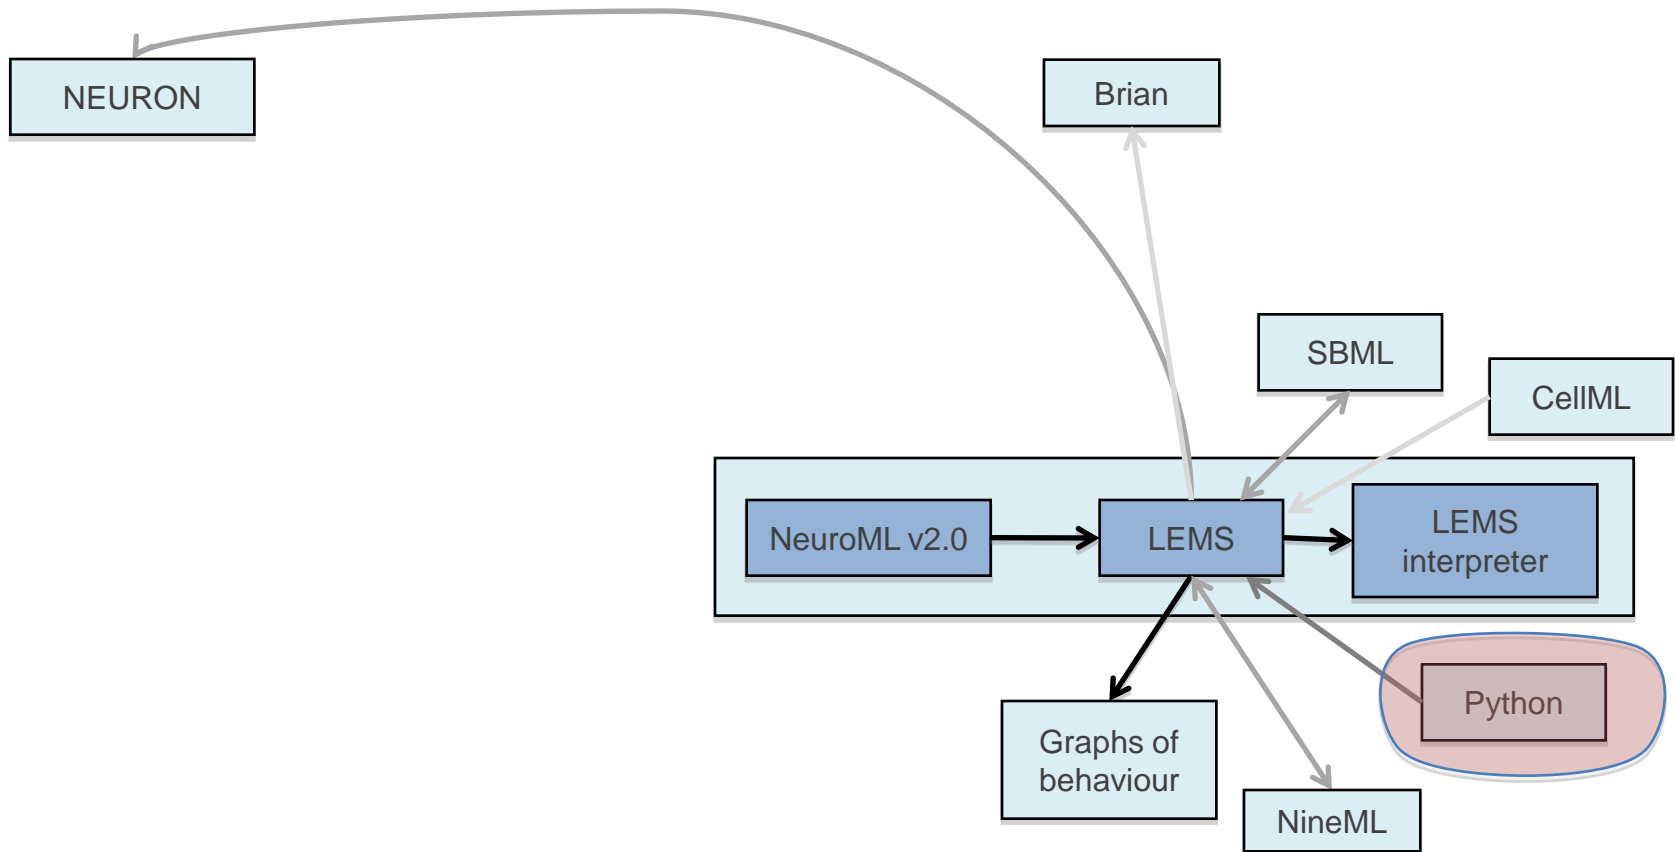 NEURON
Brian
SBML
CellML
NeuroML v2.0
LEMS
LEMS
interpreter
Python
Graphs of
behaviour
NineML